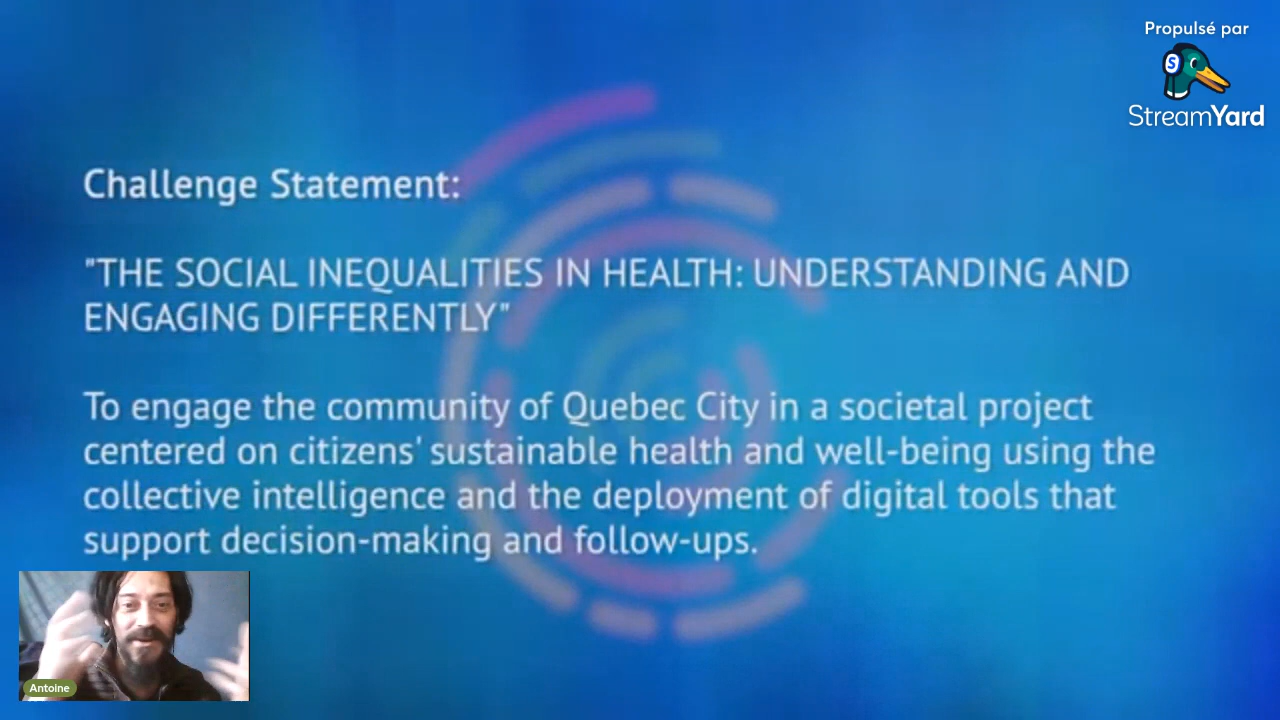 Propulsé par
S
StreamYard
Challenge Statement:
"THE SOCIAL INEQUALITIES IN HEALTH: UNDERSTANDING AND
ENGAGING DIFFERENTLY"
To engage the community of Quebec City in a societal project
centered on citizens' sustainable health and well-being using the
collective intelligence and the deployment of digital tools that
support decision-making and follow-ups.
Antoine